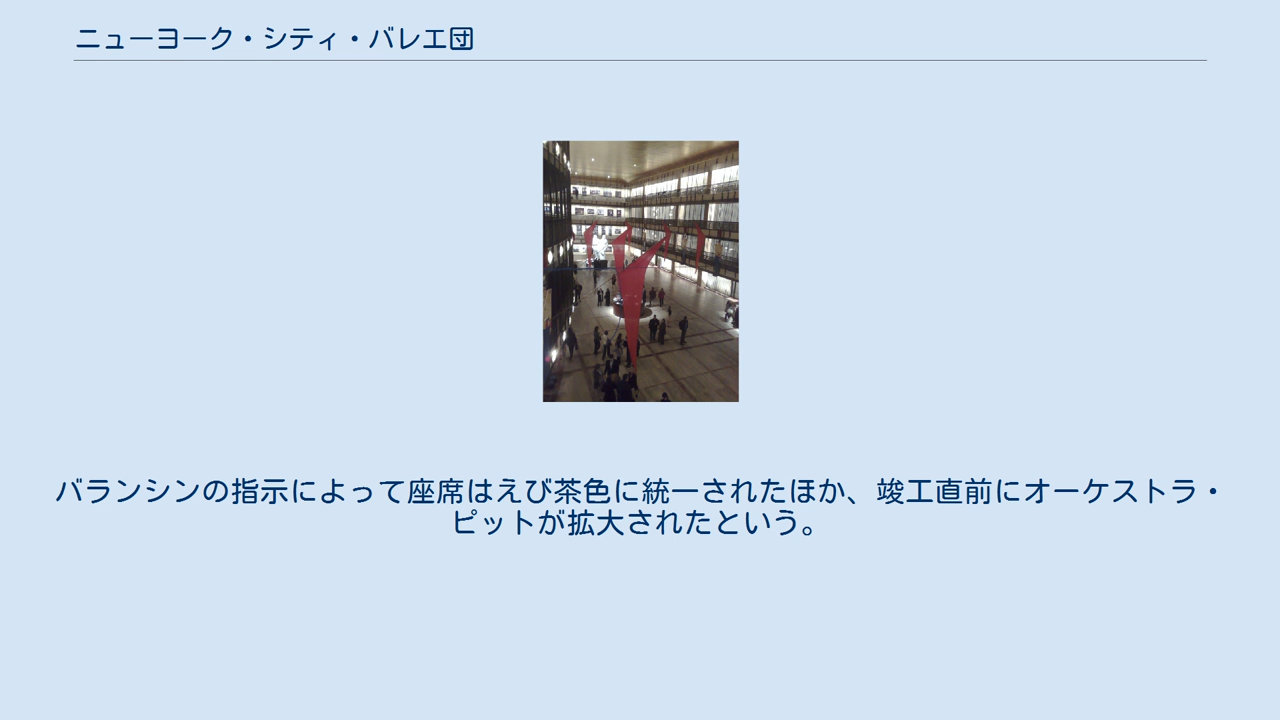 ニューヨーク・シティ・バレエ団
バランシンの指示によって座席はえび茶色に統一されたほか、竣工直前にオーケストラ・
ピットが拡大されたという。